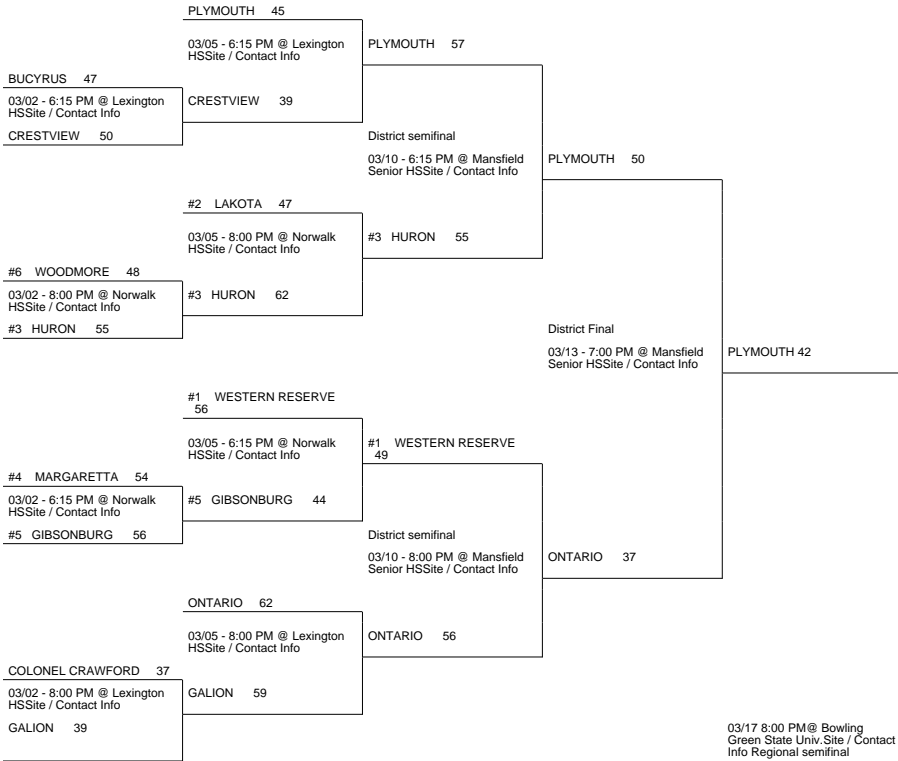 PLYMOUTH 45
03/05 - 6:15 PM @ Lexington
HSSite / Contact Info
PLYMOUTH 57
BUCYRUS 47
03/02 - 6:15 PM @ Lexington
HSSite / Contact Info
CRESTVIEW 39
CRESTVIEW 50
District semifinal
03/10 - 6:15 PM @ Mansfield
Senior HSSite / Contact Info
PLYMOUTH 50
#2 LAKOTA 47
03/05 - 8:00 PM @ Norwalk
HSSite / Contact Info
#3 HURON 55
#6 WOODMORE 48
03/02 - 8:00 PM @ Norwalk
HSSite / Contact Info
#3 HURON 62
#3 HURON 55
District Final
03/13 - 7:00 PM @ Mansfield
Senior HSSite / Contact Info
PLYMOUTH 42
#1 WESTERN RESERVE
56
03/05 - 6:15 PM @ Norwalk
HSSite / Contact Info
#1 WESTERN RESERVE
49
#4 MARGARETTA 54
03/02 - 6:15 PM @ Norwalk
HSSite / Contact Info
#5 GIBSONBURG 44
#5 GIBSONBURG 56
District semifinal
03/10 - 8:00 PM @ Mansfield
Senior HSSite / Contact Info
ONTARIO 37
ONTARIO 62
03/05 - 8:00 PM @ Lexington
HSSite / Contact Info
ONTARIO 56
COLONEL CRAWFORD 37
03/02 - 8:00 PM @ Lexington
HSSite / Contact Info
GALION 59
GALION 39
03/17 8:00 PM@ Bowling
Green State Univ.Site / Contact
Info Regional semifinal